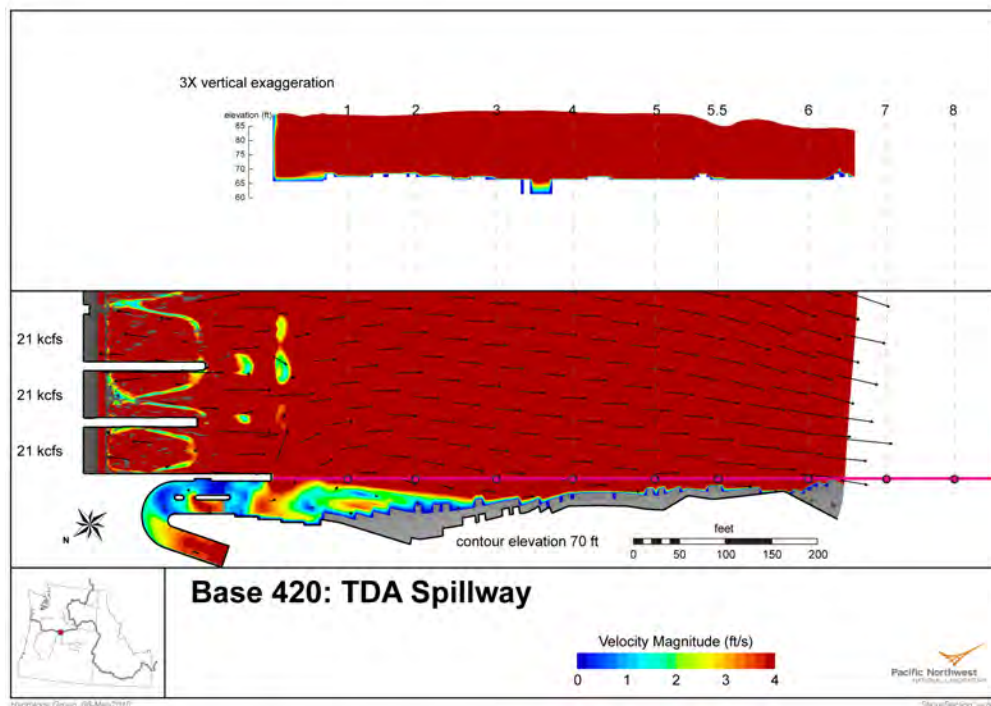 3X vertical exaggeration
elevation (ft)
1 2 3 4 5 5.5 6 7 8
85
80
75
70
65
60
21 kcfs
21 kcfs
21 kcfs
N
contour elevation 70 ft
feet
0 50 100 150 200
Base 420: TDA Spillway
Velocity Magnitude (ft/s)
0 1 2 3 4
Pacific Northwest
NATIONAL LABORATORY